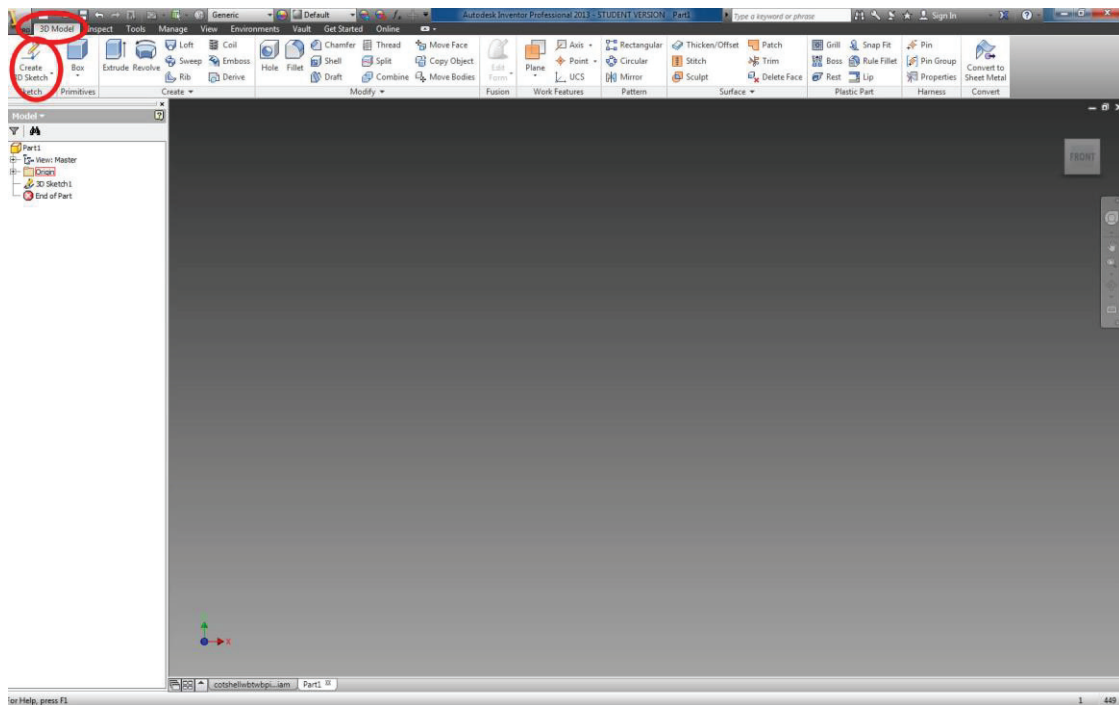 Generic Default Autodesk Inventor Professional 2013 - STUDENT VERSION Part1 Type a keyword or phrase Sign In
3D Model Inspect Tools Manage View Environments Vault Get Started Online
Create 3D Sketch
Box
Extrude Revolve
Loft Coil
Sweep Emboss
Rib Derive
Hole Fillet
Chamfer Thread Move Face
Shell Split Copy Object
Draft Combine Move Bodies
Edit Form
Plane
Axis
Point
UCS
Rectangular
Circular
Mirror
Thicken/Offset Patch
Stitch Trim
Sculpt Delete Face
Grill Snap Fit
Boss Rule Fillet
Rest Lip
Pin
Pin Group
Properties
Convert to Sheet Metal
Sketch Primitives Create Modify Fusion Work Features Pattern Surface Plastic Part Harness Convert
Model
Part1
View: Master
Origin
3D Sketch1
End of Part
FRONT
X
cotshellwbtwbpi...iam Part1
For Help, press F1 1 449